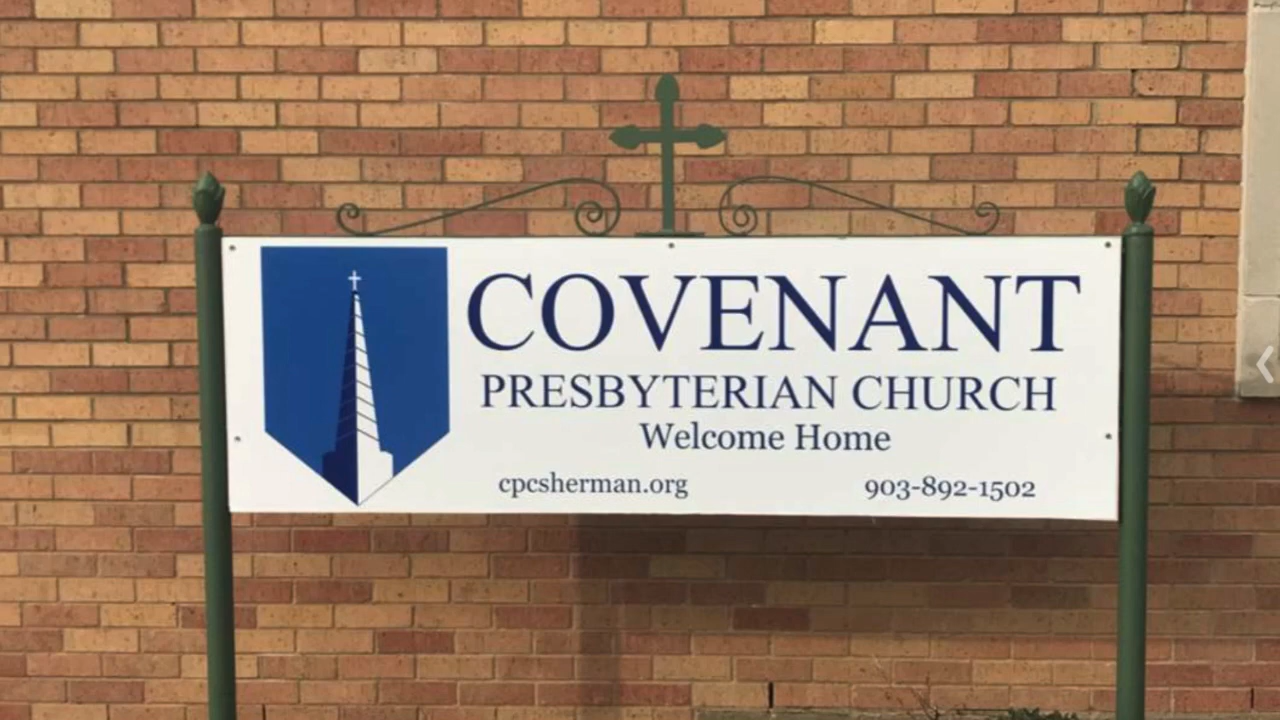 COVENANT
PRESBYTERIAN CHURCH
Welcome Home
cpcsherman.org 903-892-1502